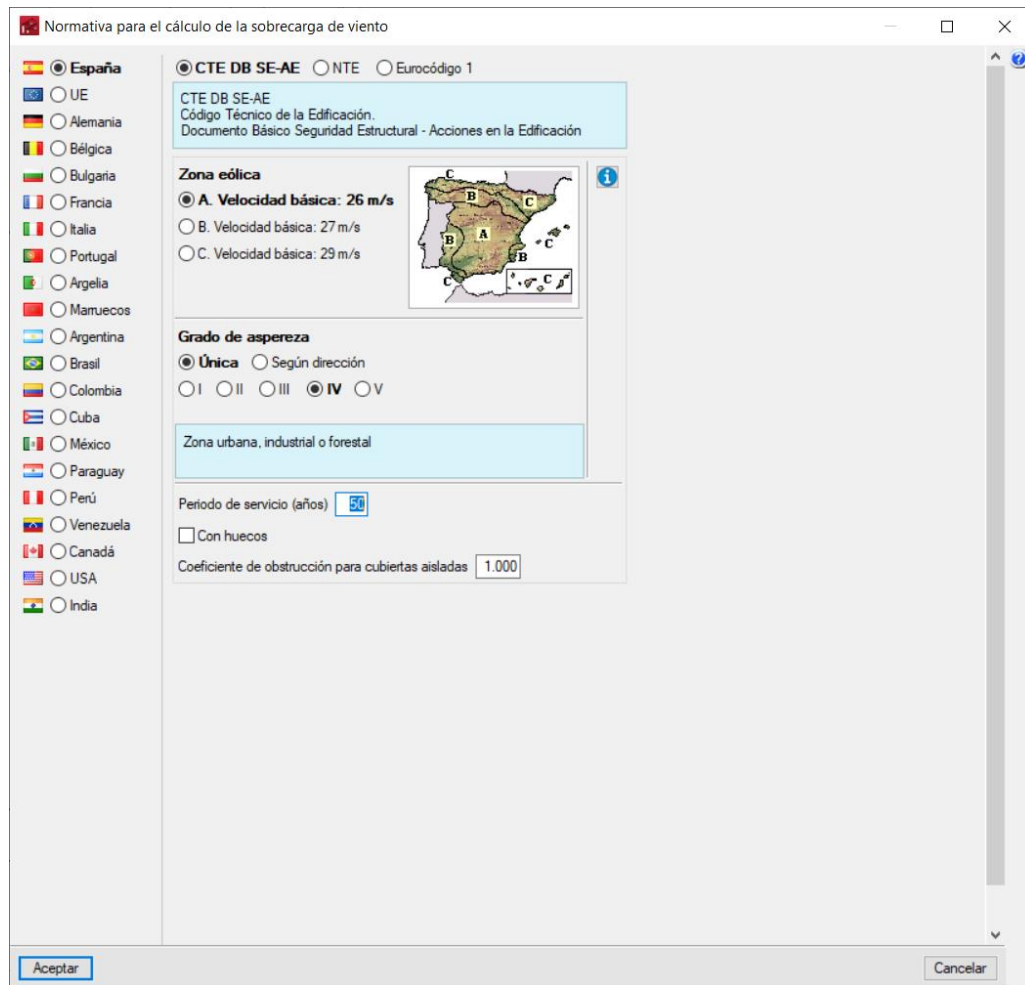 Normativa para el cálculo de la sobrecarga de viento
España
UE
Alemania
Bélgica
Bulgaria
Francia
Italia
Portugal
Argelia
Marruecos
Argentina
Brasil
Colombia
Cuba
México
Paraguay
Perú
Venezuela
Canadá
USA
India
CTE DB SE-AE NTE Eurocódigo 1
CTE DB SE-AE
Código Técnico de la Edificación.
Documento Básico Seguridad Estructural - Acciones en la Edificación
Zona eólica
A. Velocidad básica: 26 m/s
B. Velocidad básica: 27 m/s
C. Velocidad básica: 29 m/s
C
B
C
B
A
C
B
C
C
Grado de aspereza
Única Según dirección
I II III IV V
Zona urbana, industrial o forestal
Periodo de servicio (años) 50
Con huecos
Coeficiente de obstrucción para cubiertas aisladas 1.000
Aceptar
Cancelar